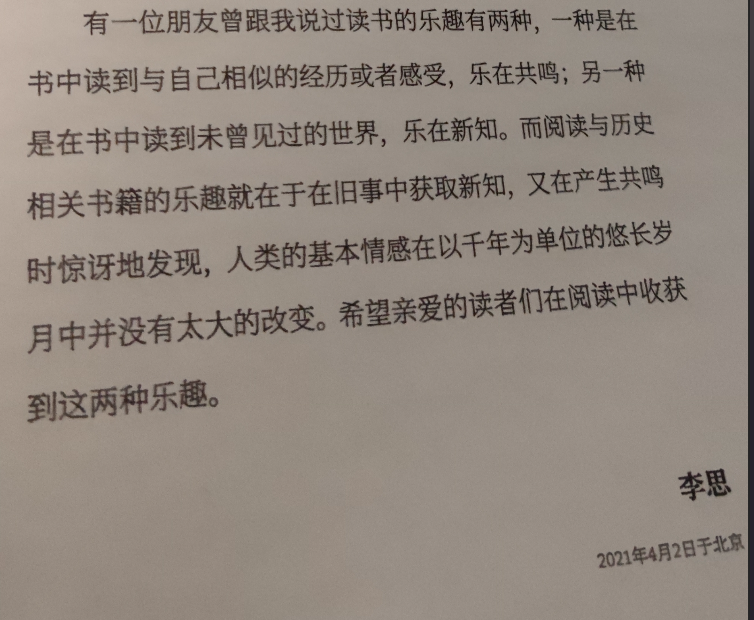 有一位朋友曾跟我说过读书的乐趣有两种，一种是在
书中读到与自己相似的经历或者感受，乐在共鸣；另一种
是在书中读到未曾见过的世界，乐在新知。而阅读与历史
相关书籍的乐趣就在于在旧事中获取新知，又在产生共鸣
时惊讶地发现，人类的基本情感在以千年为单位的悠长岁
月中并没有太大的改变。希望亲爱的读者们在阅读中收获
到这两种乐趣。
李思
2021年4月2日于北京